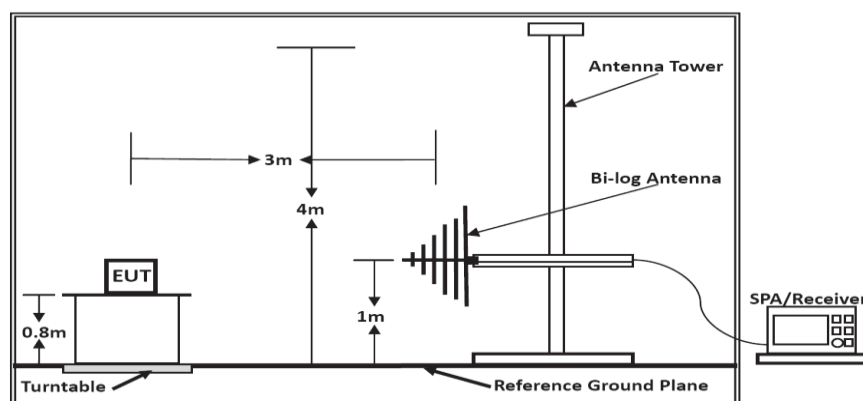 Antenna Tower
3m
Bi-log Antenna
4m
EUT
SPA/Receiver
0.8m
1m
Turntable
Reference Ground Plane